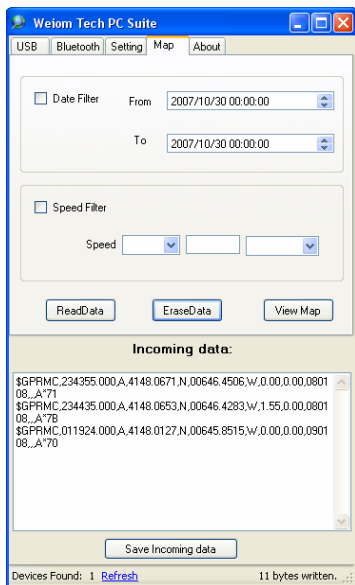 Weiom Tech PC Suite
USB Bluetooth Setting Map About
Date Filter From 2007/10/30 00:00:00
To 2007/10/30 00:00:00
Speed Filter
Speed
ReadData EraseData View Map
Incoming data:
$GPRMC,234355.000,A,4148.0671,N,00646.4506,W,0.00,0.00,0801
08,,,A*71
$GPRMC,234435.000,A,4148.0653,N,00646.4283,W,1.55,0.00,0801
08,,,A*7B
$GPRMC,011924.000,A,4148.0127,N,00645.8515,W,0.00,0.00,0901
08,,,A*70
Save Incoming data
Devices Found: 1 Refresh 11 bytes written.